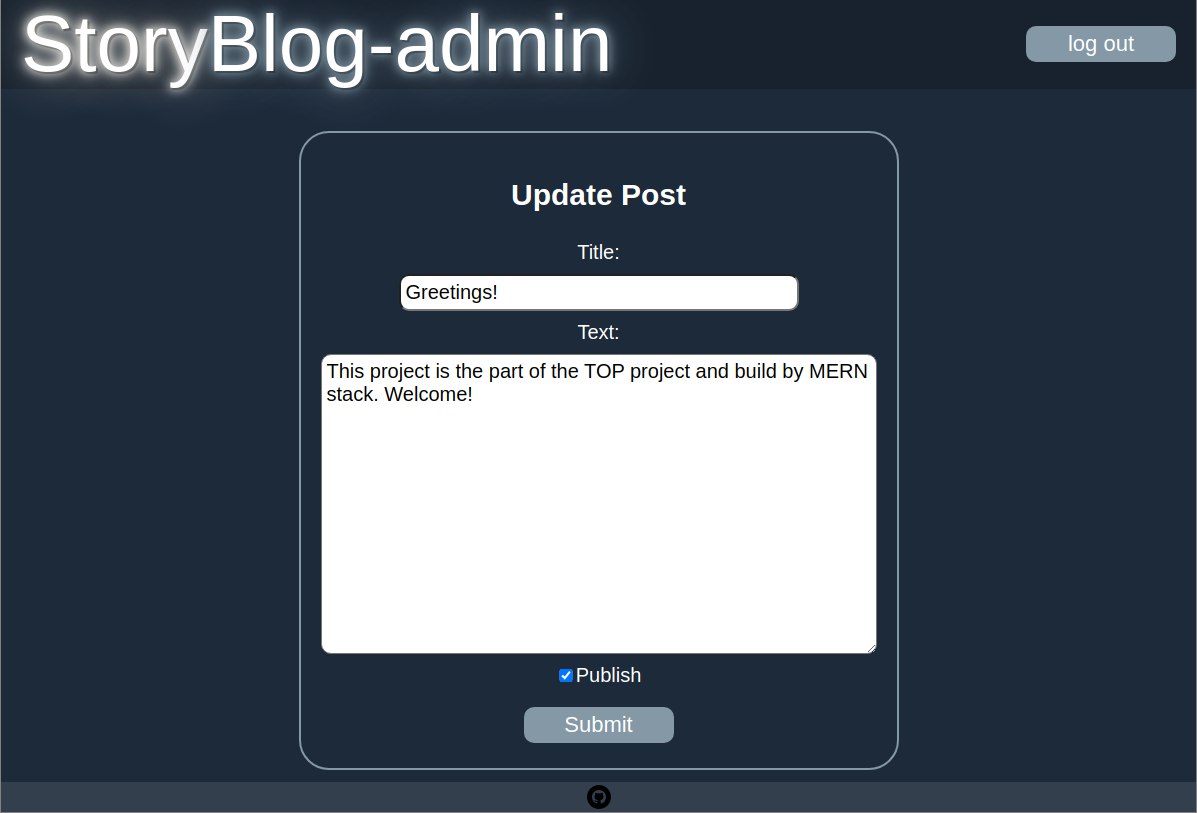 StoryBlog-admin
log out
Update Post
Title:
Greetings!
Text:
This project is the part of the TOP project and build by MERN
stack. Welcome!
Publish
Submit